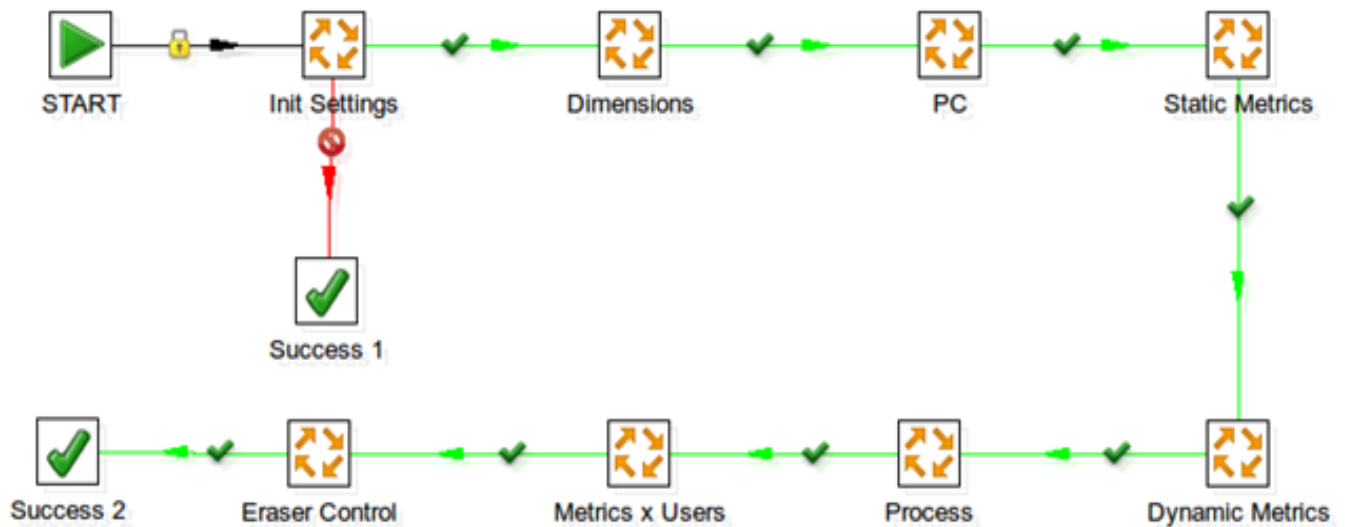 START
Init Settings
Dimensions
PC
Static Metrics
Success 1
Success 2
Eraser Control
Metrics x Users
Process
Dynamic Metrics